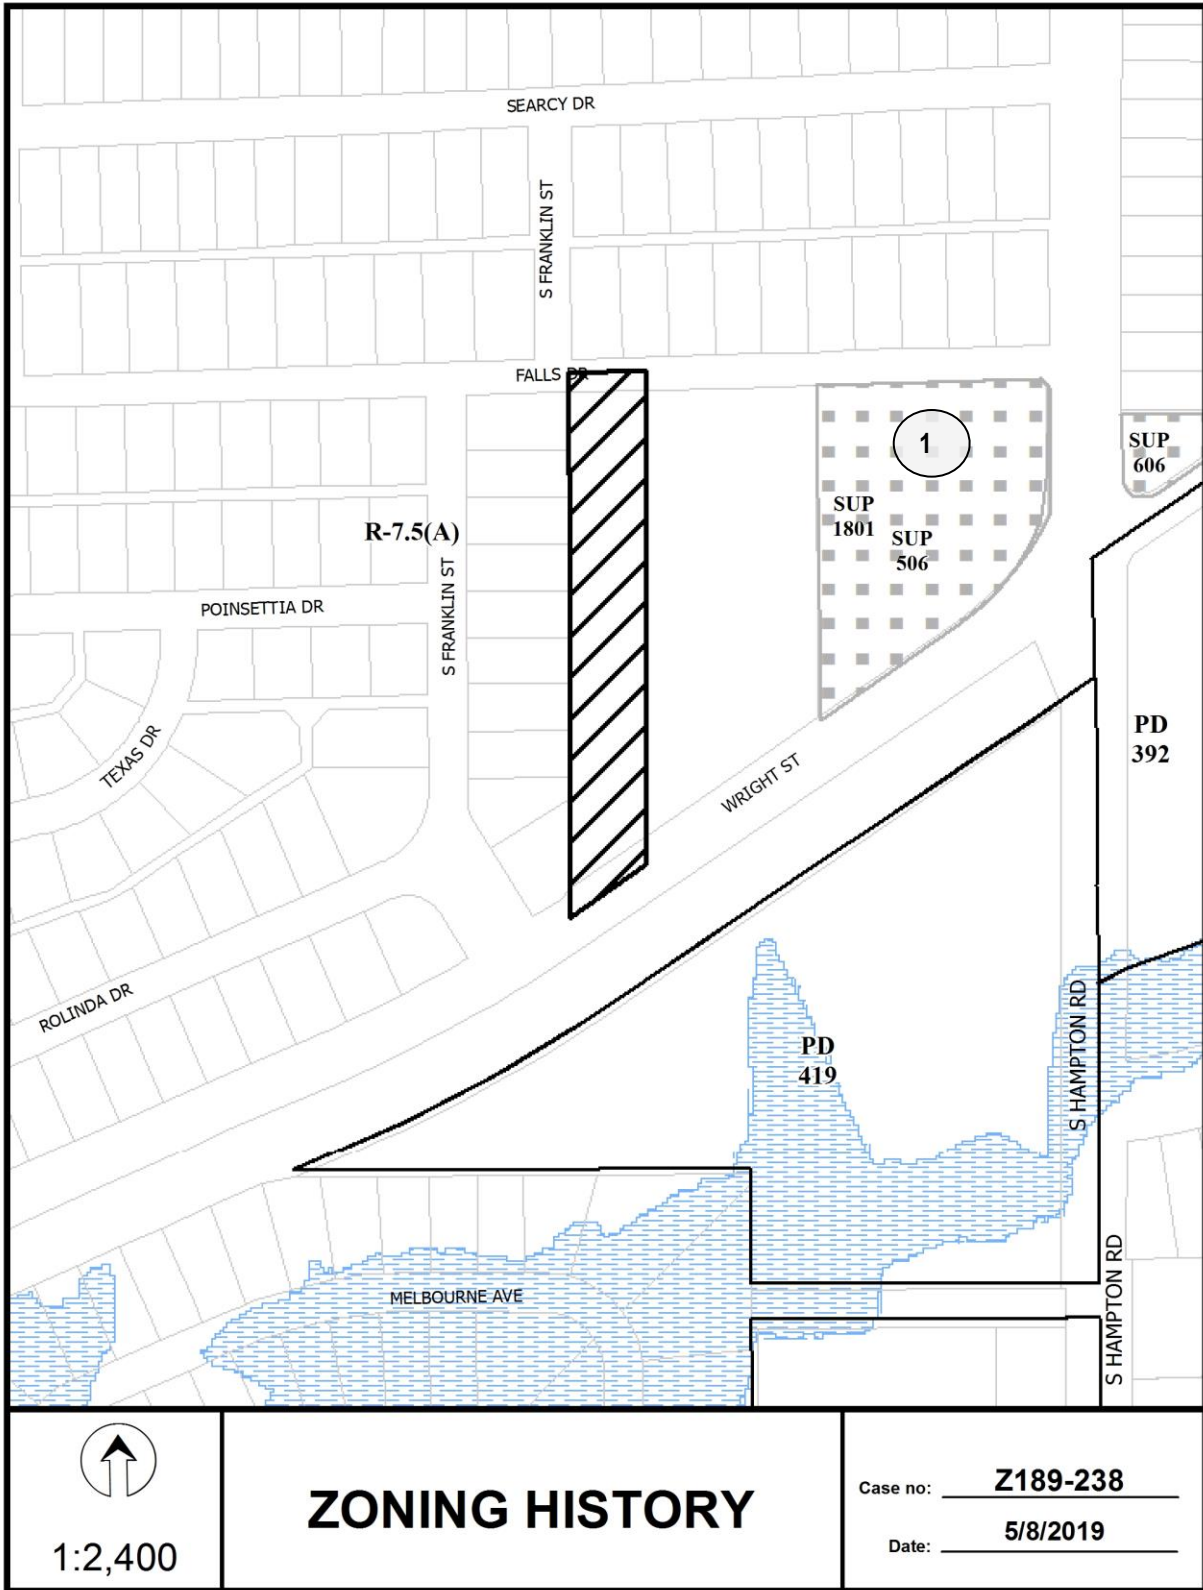 SEARCY DR
S FRANKLIN ST
FALLS DR
1
SUP
606
SUP
1801
SUP
506
R-7.5(A)
POINSETTIA DR
S FRANKLIN ST
TEXAS DR
WRIGHT ST
PD
392
ROLINDA DR
PD
419
S HAMPTON RD
MELBOURNE AVE
S HAMPTON RD
1:2,400
ZONING HISTORY
Case no: Z189-238
Date: 5/8/2019